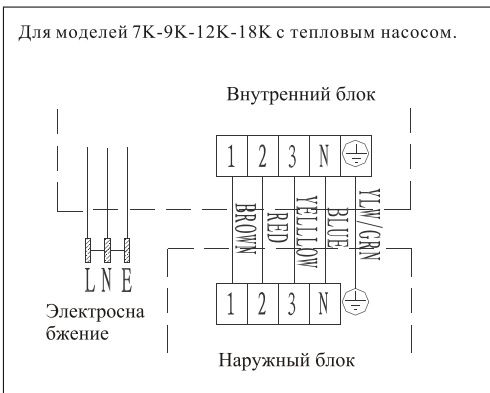 Для моделей 7K-9K-12K-18K с тепловым насосом.
Внутренний блок
1 2 3 N
BROWN
RED
YELLLOW
BLUE
YLW/GRN
L N E
Электросна
бжение
1 2 3 N
Наружный блок